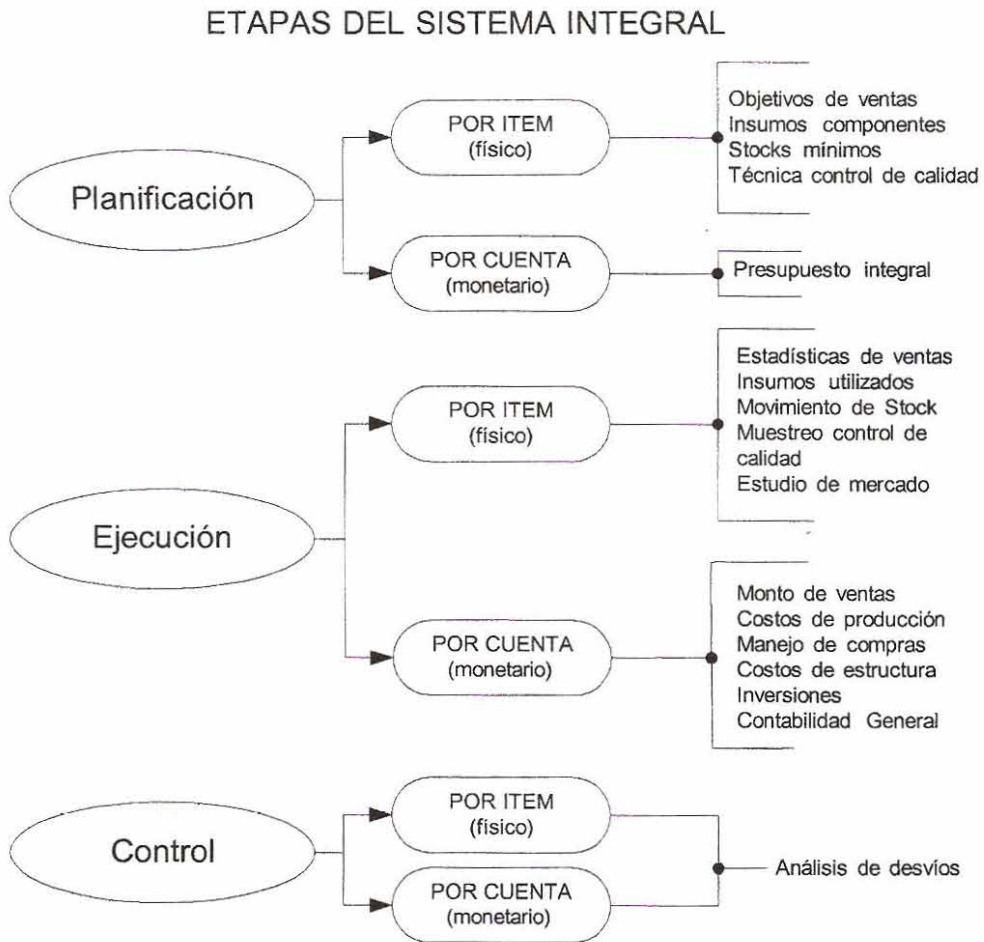 ETAPAS DEL SISTEMA INTEGRAL
Planificación
POR ITEM
(físico)
Objetivos de ventas
Insumos componentes
Stocks mínimos
Técnica control de calidad
POR CUENTA
(monetario)
Presupuesto integral
Ejecución
POR ITEM
(físico)
Estadísticas de ventas
Insumos utilizados
Movimiento de Stock
Muestreo control de
calidad
Estudio de mercado
POR CUENTA
(monetario)
Monto de ventas
Costos de producción
Manejo de compras
Costos de estructura
Inversiones
Contabilidad General
Control
POR ITEM
(físico)
POR CUENTA
(monetario)
Análisis de desvíos